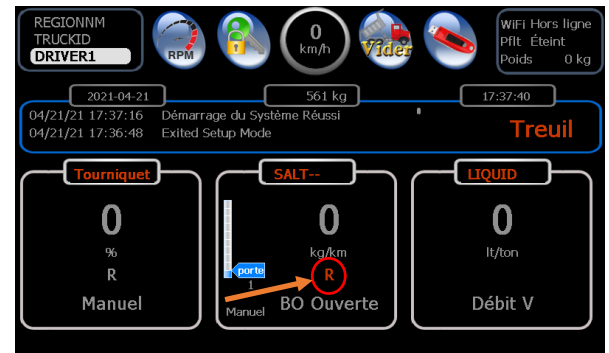 REGIONNM
TRUCKID
DRIVER1
RPM
0
km/h
Vider
WiFi Hors ligne
Pflt Éteint
Poids 0 kg
2021-04-21
561 kg
17:37:40
04/21/21 17:37:16 Démarrage du Système Réussi
04/21/21 17:36:48 Exited Setup Mode
Treuil
Tourniquet
0
%
R
Manuel
SALT--
0
kg/km
porte
1
R
Manuel
BO Ouverte
LIQUID
0
lt/ton
Débit V